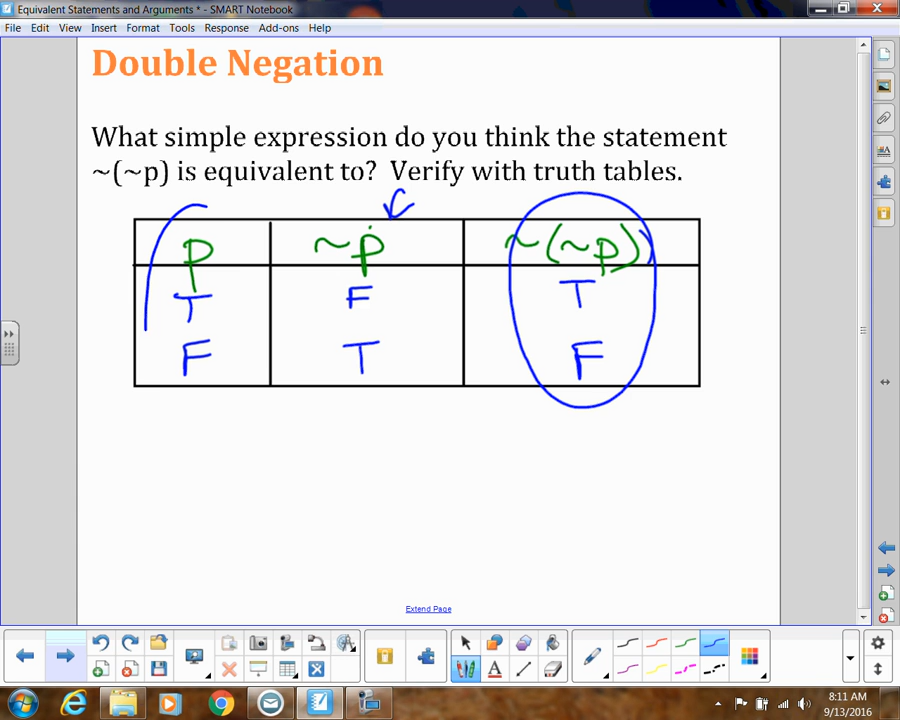 Equivalent Statements and Arguments * - SMART Notebook
File Edit View Insert Format Tools Response Add-ons Help
Double Negation
What simple expression do you think the statement
~(~p) is equivalent to? Verify with truth tables.
p ~p ~(~p)
T F T
F T F
Extend Page
8:11 AM
9/13/2016